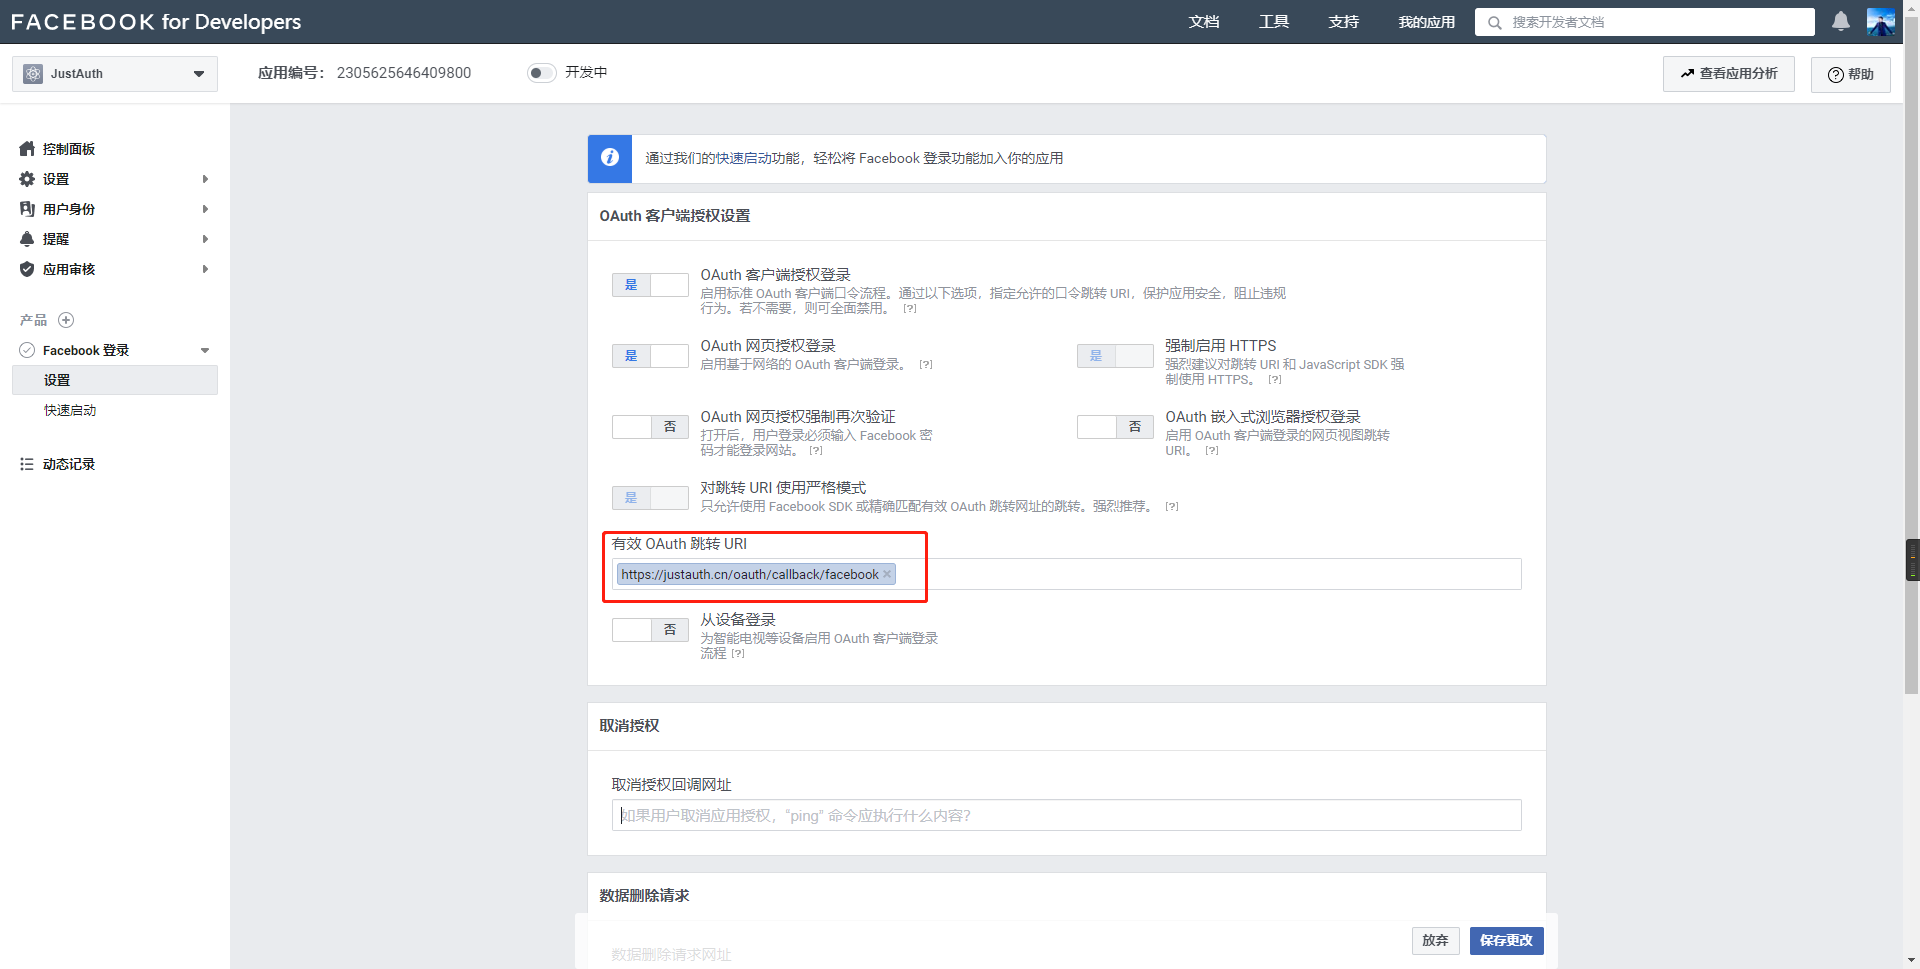 FACEBOOK for Developers
文档
工具
支持
我的应用
搜索开发者文档
JustAuth
应用编号： 2305625646409800
开发中
查看应用分析
帮助
控制面板
设置
用户身份
提醒
应用审核
产品
Facebook 登录
设置
快速启动
动态记录
通过我们的快速启动功能，轻松将 Facebook 登录功能加入你的应用
OAuth 客户端授权设置
是
OAuth 客户端授权登录
启用标准 OAuth 客户端口令流程。通过以下选项，指定允许的口令跳转 URI，保护应用安全，阻止违规
行为。若不需要，则可全面禁用。 [?]
是
OAuth 网页授权登录
启用基于网络的 OAuth 客户端登录。 [?]
是
强制启用 HTTPS
强烈建议对跳转 URI 和 JavaScript SDK 强
制使用 HTTPS。 [?]
否
OAuth 网页授权强制再次验证
打开后，用户登录必须输入 Facebook 密
码才能登录网站。 [?]
否
OAuth 嵌入式浏览器授权登录
启用 OAuth 客户端登录的网页视图跳转
URI。 [?]
是
对跳转 URI 使用严格模式
只允许使用 Facebook SDK 或精确匹配有效 OAuth 跳转网址的跳转。强烈推荐。 [?]
有效 OAuth 跳转 URI
https://justauth.cn/oauth/callback/facebook
否
从设备登录
为智能电视等设备启用 OAuth 客户端登录
流程 [?]
取消授权
取消授权回调网址
如果用户取消应用授权，“ping” 命令应执行什么内容？
数据删除请求
数据删除请求网址
放弃
保存更改